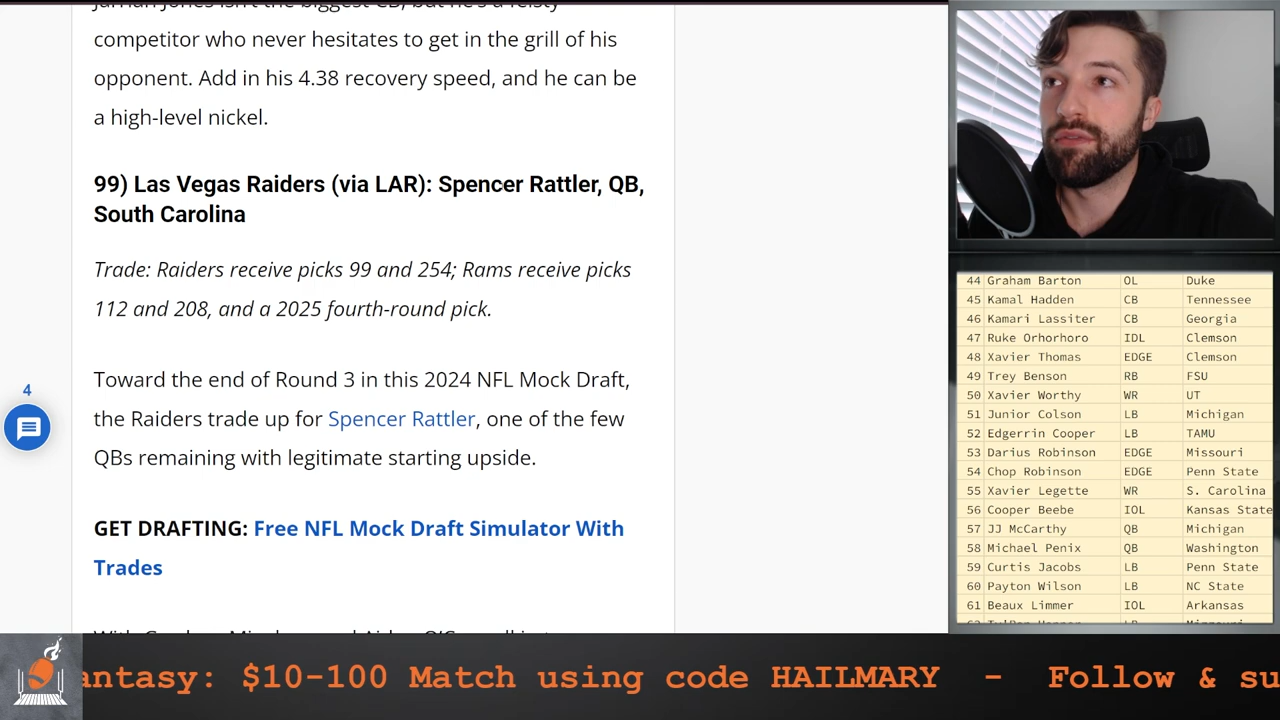 Jarrian Jones isn't the biggest CB, but he's a feisty
competitor who never hesitates to get in the grill of his
opponent. Add in his 4.38 recovery speed, and he can be
a high-level nickel.
99) Las Vegas Raiders (via LAR): Spencer Rattler, QB,
South Carolina
Trade: Raiders receive picks 99 and 254; Rams receive picks
112 and 208, and a 2025 fourth-round pick.
4
Toward the end of Round 3 in this 2024 NFL Mock Draft,
the Raiders trade up for Spencer Rattler, one of the few
QBs remaining with legitimate starting upside.
GET DRAFTING: Free NFL Mock Draft Simulator With
Trades
44 Graham Barton OL Duke
45 Kamal Hadden CB Tennessee
46 Kamari Lassiter CB Georgia
47 Ruke Orhorhoro IDL Clemson
48 Xavier Thomas EDGE Clemson
49 Trey Benson RB FSU
50 Xavier Worthy WR UT
51 Junior Colson LB Michigan
52 Edgerrin Cooper LB TAMU
53 Darius Robinson EDGE Missouri
54 Chop Robinson EDGE Penn State
55 Xavier Legette WR S. Carolina
56 Cooper Beebe IOL Kansas State
57 JJ McCarthy QB Michigan
58 Michael Penix QB Washington
59 Curtis Jacobs LB Penn State
60 Payton Wilson LB NC State
61 Beaux Limmer IOL Arkansas
antasy: $10-100 Match using code HAILMARY - Follow & su